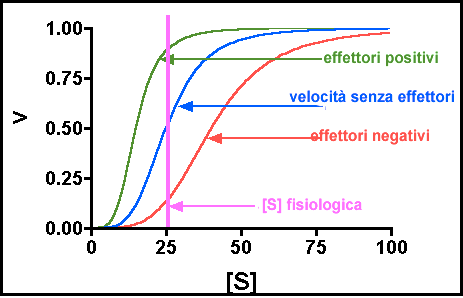 1.00
effettori positivi
0.75
velocità senza effettori
V
0.50
effettori negativi
0.25
[S] fisiologica
0.00
0 25 50 75 100
[S]